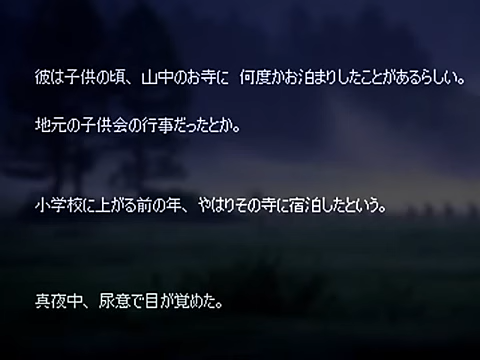 彼は子供の頃、山中のお寺に 何度かお泊まりしたことがあるらしい。
地元の子供会の行事だったとか。
小学校に上がる前の年、やはりその寺に宿泊したという。
真夜中、尿意で目が覚めた。